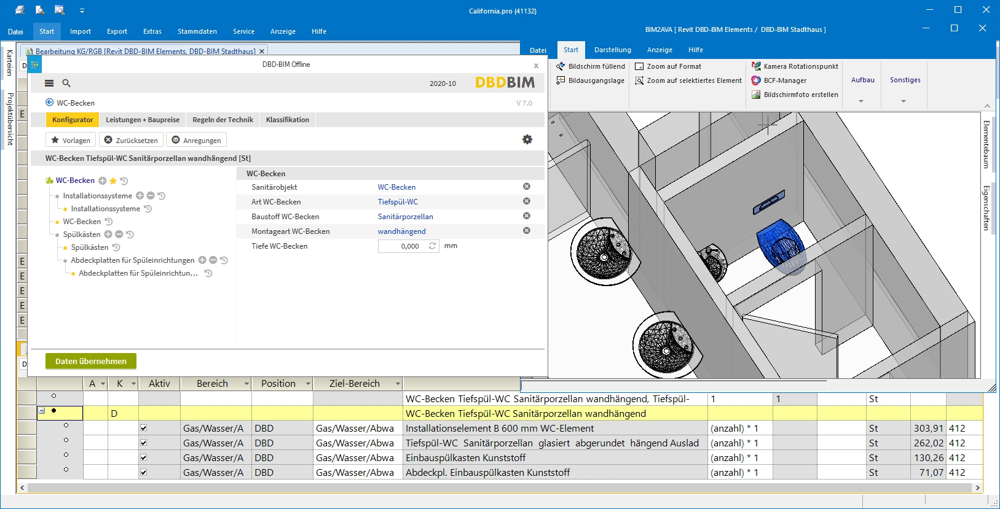 California.pro (41132)
Datei Start Import Export Extras Stammdaten Service Anzeige Hilfe
BIM2AVA [ Revit DBD-BIM Elements / DBD-BIM Stadthaus ]
Karteien
Projektübersicht
Bearbeitung KG/RGB [Revit DBD-BIM Elements, DBD-BIM Stadthaus]
Datei Start Darstellung Anzeige Hilfe
Bildschirm füllend
Bildausgangslage
Zoom auf Format
Zoom auf selektiertes Element
Kamera Rotationspunkt
BCF-Manager
Bildschirmfoto erstellen
Aufbau
Sonstiges
Elementebaum
Eigenschaften
D
E
E
E
E
E
E
D
DBD-BIM Offline
2020-10 DBDBIM
WC-Becken V 7.0
Konfigurator Leistungen + Baupreise Regeln der Technik Klassifikation
Vorlagen Zurücksetzen Anregungen
WC-Becken Tiefspül-WC Sanitärporzellan wandhängend [St]
WC-Becken
Installationssysteme
Installationssysteme
WC-Becken
Spülkästen
Spülkästen
Abdeckplatten für Spüleinrichtungen
Abdeckplatten für Spüleinrichtun...
WC-Becken
Sanitärobjekt WC-Becken
Art WC-Becken Tiefspül-WC
Baustoff WC-Becken Sanitärporzellan
Montageart WC-Becken wandhängend
Tiefe WC-Becken 0,000 mm
Daten übernehmen
A K Aktiv Bereich Position Ziel-Bereich
WC-Becken Tiefspül-WC Sanitärporzellan wandhängend, Tiefspül- 1 1 St
D WC-Becken Tiefspül-WC Sanitärporzellan wandhängend
Gas/Wasser/A DBD Gas/Wasser/Abwa Installationselement B 600 mm WC-Element (anzahl) * 1 St 303,91 412
Gas/Wasser/A DBD Gas/Wasser/Abwa Tiefspül-WC Sanitärporzellan glasiert abgerundet hängend Auslad (anzahl) * 1 St 262,02 412
Gas/Wasser/A DBD Gas/Wasser/Abwa Einbauspülkasten Kunststoff (anzahl) * 1 St 130,26 412
Gas/Wasser/A DBD Gas/Wasser/Abwa Abdeckpl. Einbauspülkasten Kunststoff (anzahl) * 1 St 71,07 412